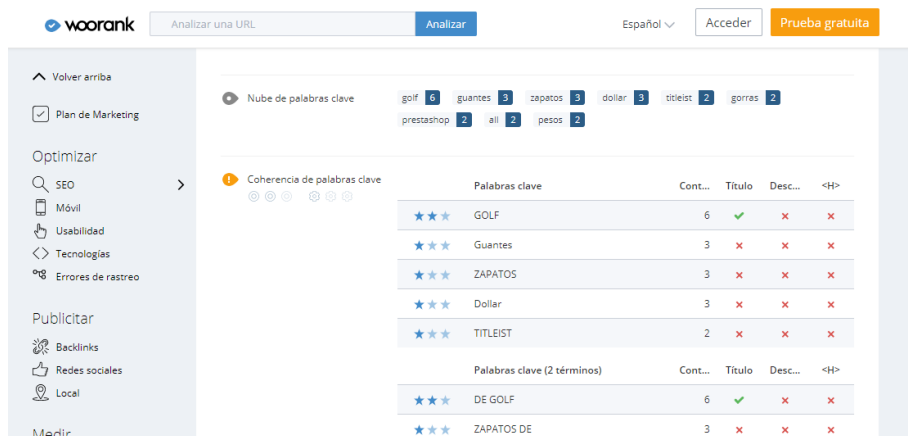 woorank Analizar una URL Analizar Español Acceder Prueba gratuita
Volver arriba
Plan de Marketing
Optimizar
SEO
Móvil
Usabilidad
Tecnologías
Errores de rastreo
Publicitar
Backlinks
Redes sociales
Local
Medir
Nube de palabras clave
golf 6 guantes 3 zapatos 3 dollar 3 titleist 2 gorras 2
prestashop 2 all 2 pesos 2
Coherencia de palabras clave
Palabras clave Cont... Título Desc... <H>
GOLF 6
Guantes 3
ZAPATOS 3
Dollar 3
TITLEIST 2
Palabras clave (2 términos) Cont... Título Desc... <H>
DE GOLF 6
ZAPATOS DE 3